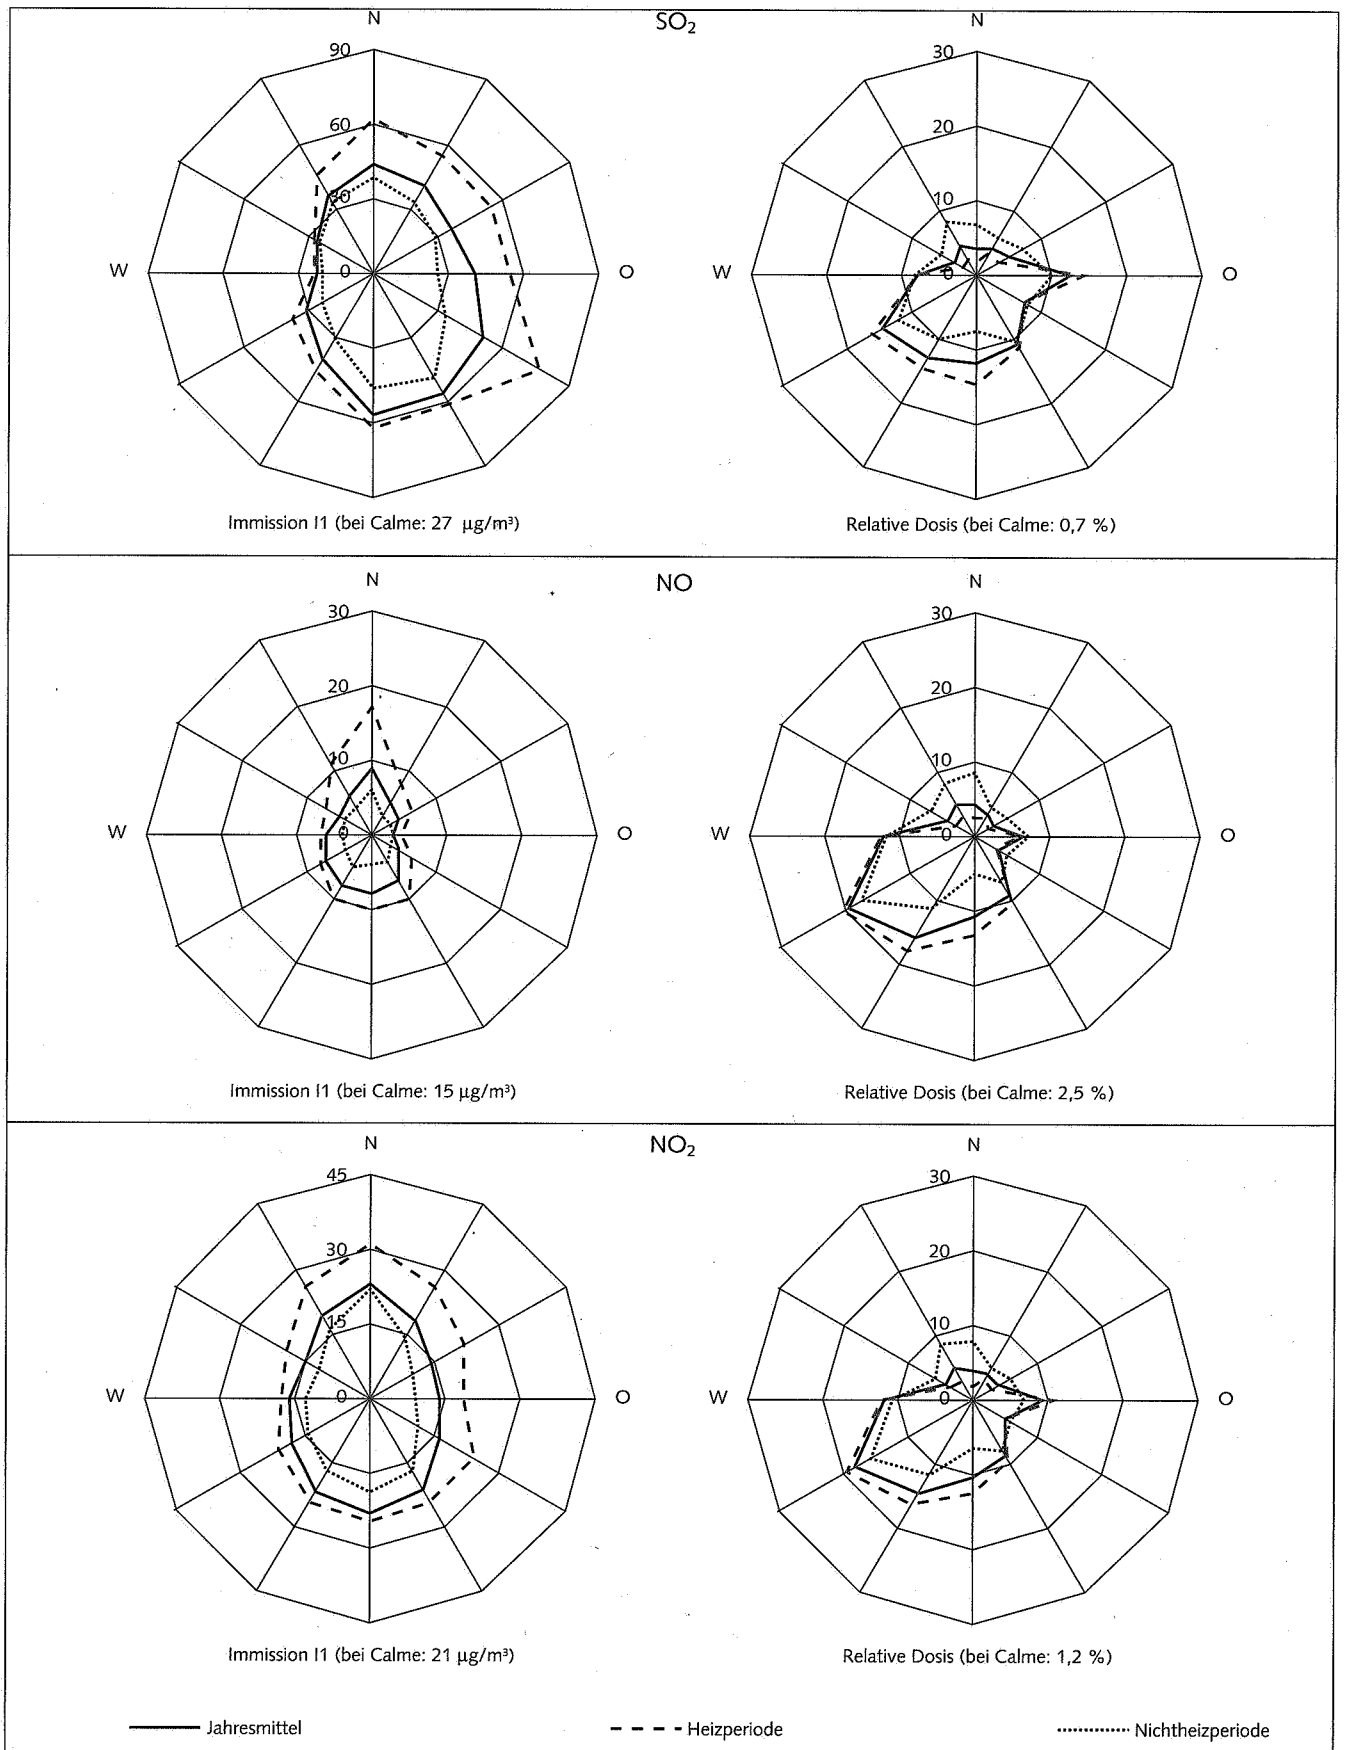 SO₂
N
90
60
30
0
W
O
Immission I1 (bei Calme: 27 µg/m³)
N
30
20
10
0
W
O
Relative Dosis (bei Calme: 0,7 %)
NO
N
30
20
10
0
W
O
Immission I1 (bei Calme: 15 µg/m³)
N
30
20
10
0
W
O
Relative Dosis (bei Calme: 2,5 %)
NO₂
N
45
30
15
0
W
O
Immission I1 (bei Calme: 21 µg/m³)
N
30
20
10
0
W
O
Relative Dosis (bei Calme: 1,2 %)
Jahresmittel Heizperiode Nichtheizperiode